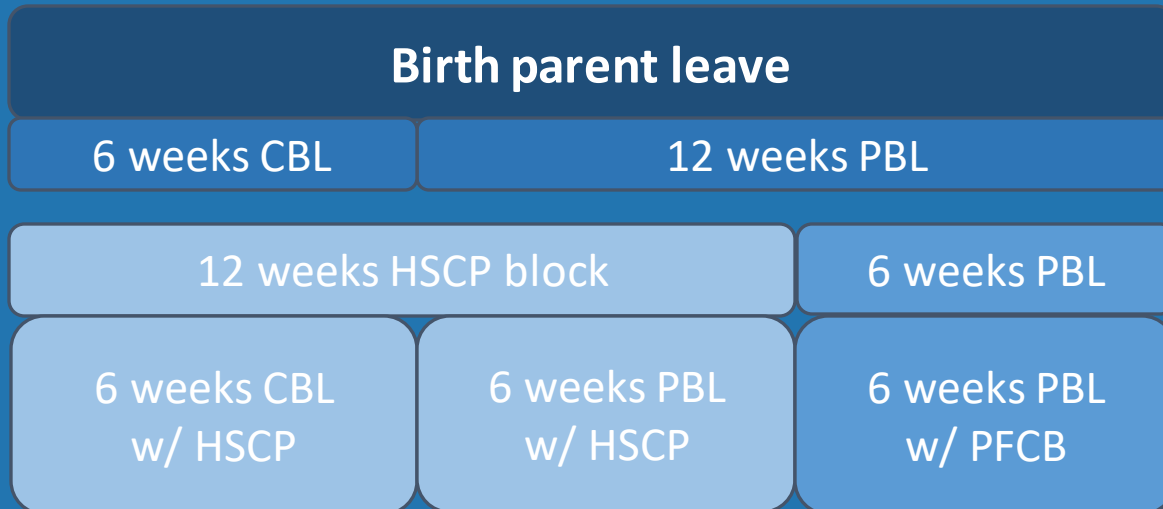 Birth parent leave
6 weeks CBL
12 weeks PBL
12 weeks HSCP block
6 weeks PBL
6 weeks CBL
w/ HSCP
6 weeks PBL
w/ HSCP
6 weeks PBL
w/ PFCB